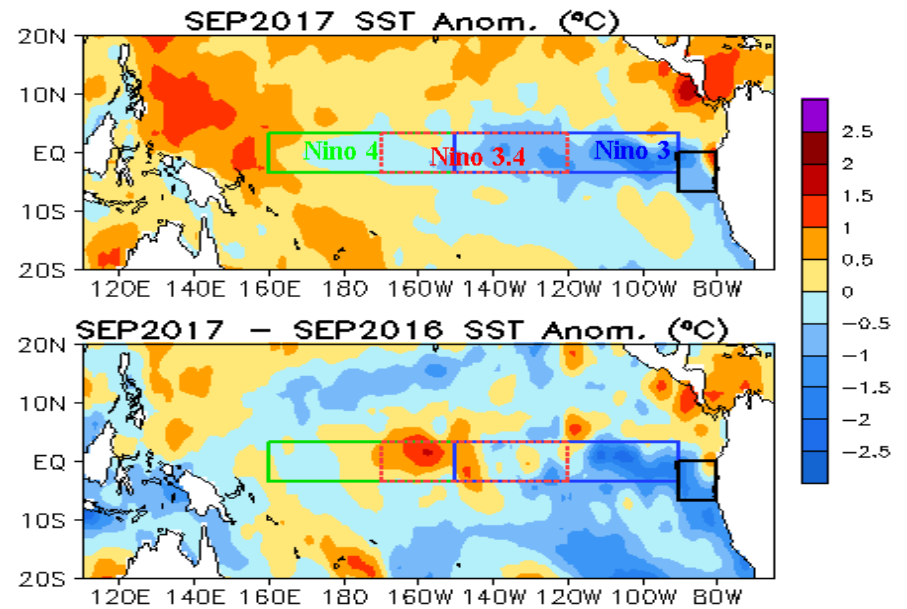 SEP2017 SST Anom. (°C)
20N
10N
EQ
10S
20S
Nino 4
Nino 3.4
Nino 3
120E 140E 160E 180 160W 140W 120W 100W 80W
SEP2017 – SEP2016 SST Anom. (°C)
20N
10N
EQ
10S
20S
120E 140E 160E 180 160W 140W 120W 100W 80W
2.5
2
1.5
1
0.5
0
−0.5
−1
−1.5
−2
−2.5